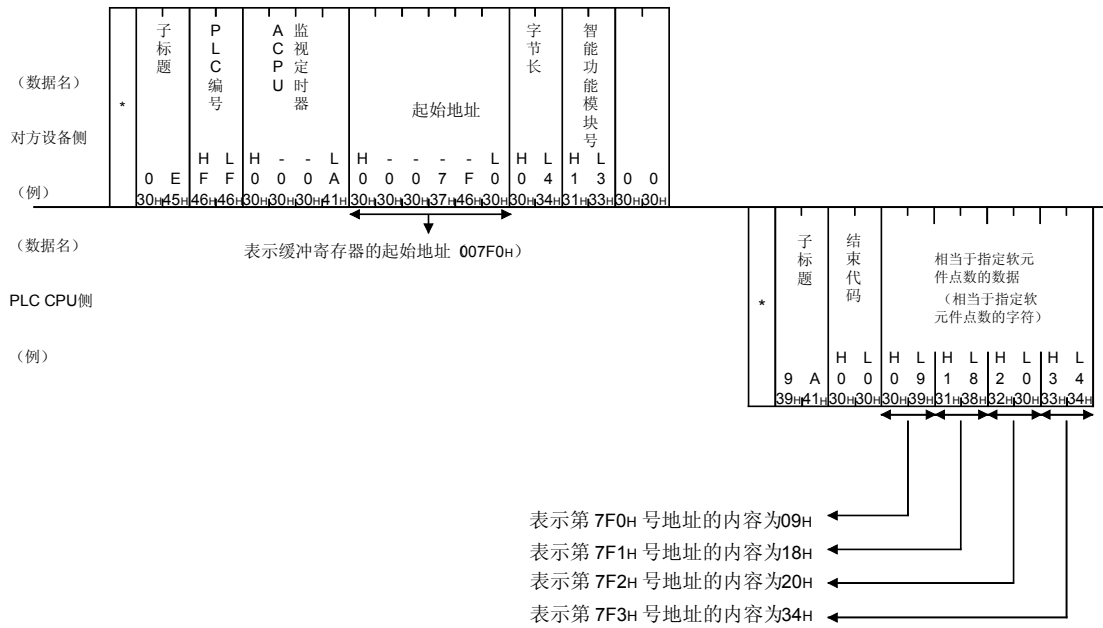 （数据名）
对方设备侧
（例）
*
子标题
PLC编号
ACPU监视定时器
起始地址
字节长
智能功能模块号
H L H - - L H - - - - L H L H L
0 E F F 0 0 0 A 0 0 0 7 F 0 0 4 1 3 0 0
30H 45H 46H 46H 30H 30H 30H 41H 30H 30H 30H 37H 46H 30H 30H 34H 31H 33H 30H 30H
表示缓冲寄存器的起始地址 007F0H）
（数据名）
PLC CPU侧
（例）
*
子标题
结束代码
相当于指定软元
件点数的数据
（相当于指定软
元件点数的字符）
H L H L H L H L H L
9 A 0 0 0 9 1 8 2 0 3 4
39H 41H 30H 30H 30H 39H 31H 38H 32H 30H 33H 34H
表示第 7F0H 号地址的内容为09H
表示第 7F1H 号地址的内容为18H
表示第 7F2H 号地址的内容为20H
表示第 7F3H 号地址的内容为34H